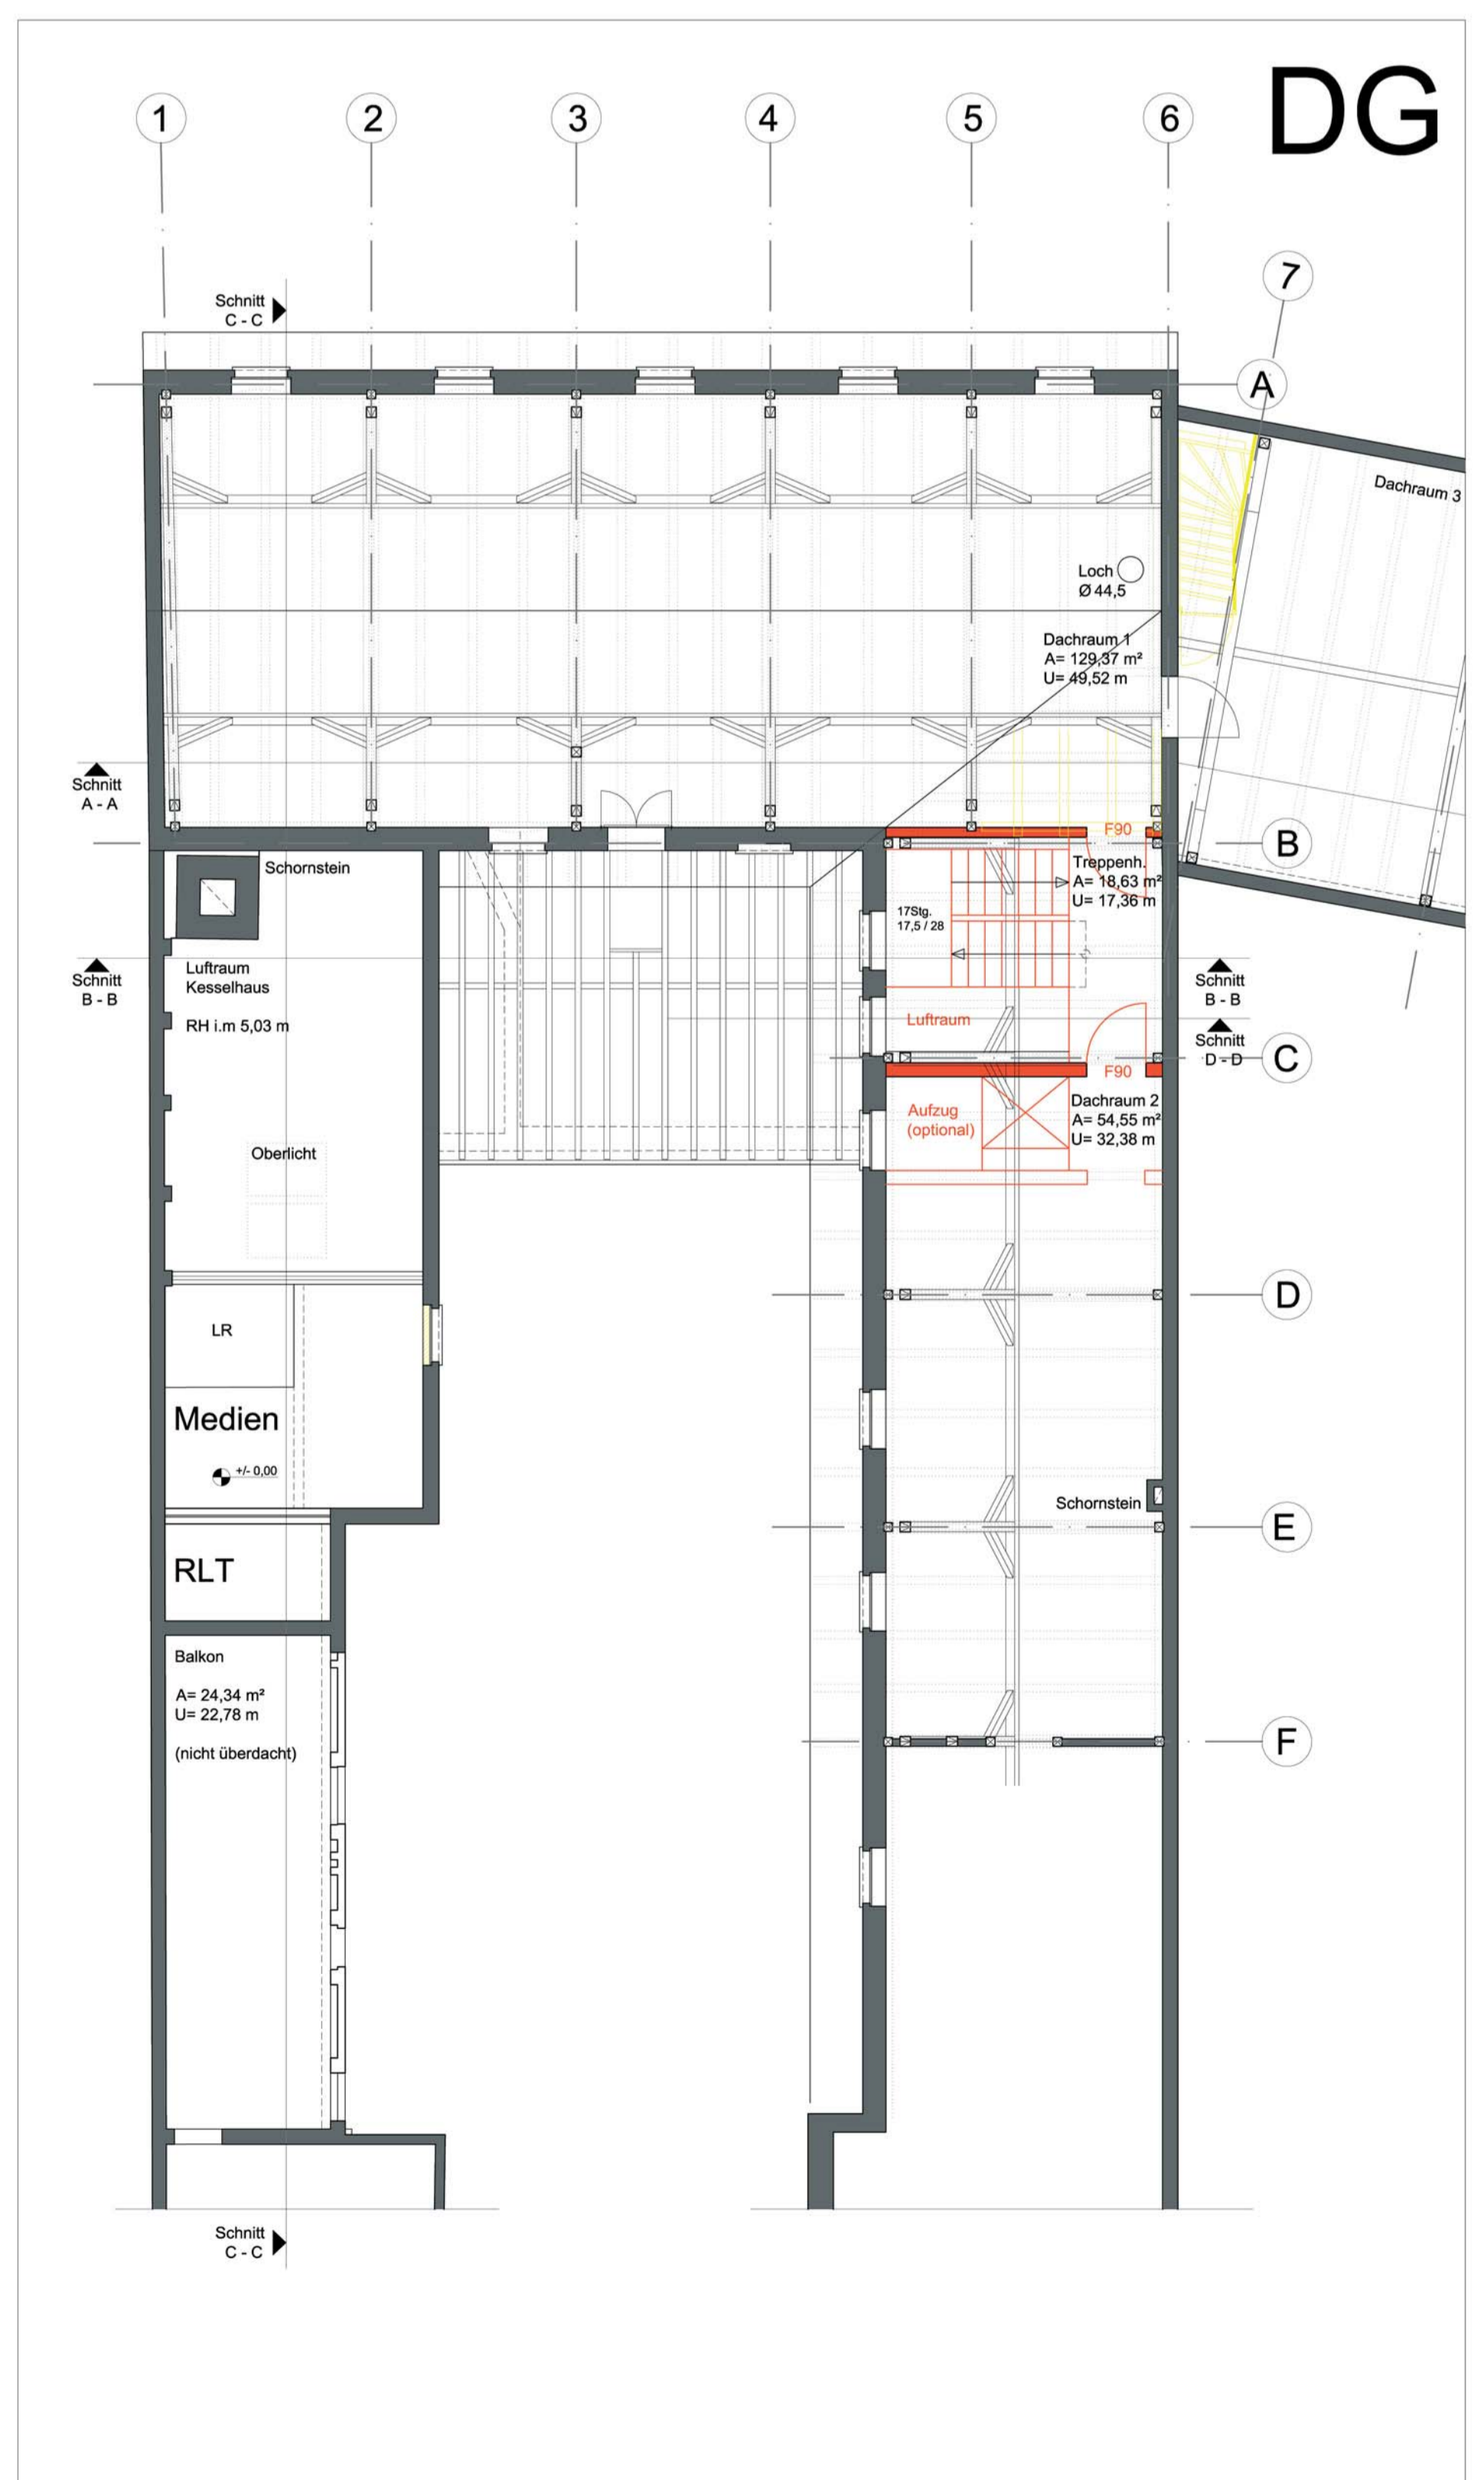 DG
1
2
3
4
5
6
7
Schnitt
C - C
A
Dachraum 3
Loch
Ø 44,5
Dachraum 1
A= 129,37 m²
U= 49,52 m
Schnitt
A - A
F90
B
Schornstein
Treppenh.
A= 18,63 m²
U= 17,36 m
17Stg.
17,5 / 28
Luftraum
Kesselhaus
RH i.m 5,03 m
Schnitt
B - B
Schnitt
B - B
Luftraum
Schnitt
D - D
C
F90
Aufzug
(optional)
Dachraum 2
A= 54,55 m²
U= 32,38 m
Oberlicht
D
LR
Medien
+/- 0,00
Schornstein
E
RLT
Balkon
A= 24,34 m²
U= 22,78 m
(nicht überdacht)
F
Schnitt
C - C